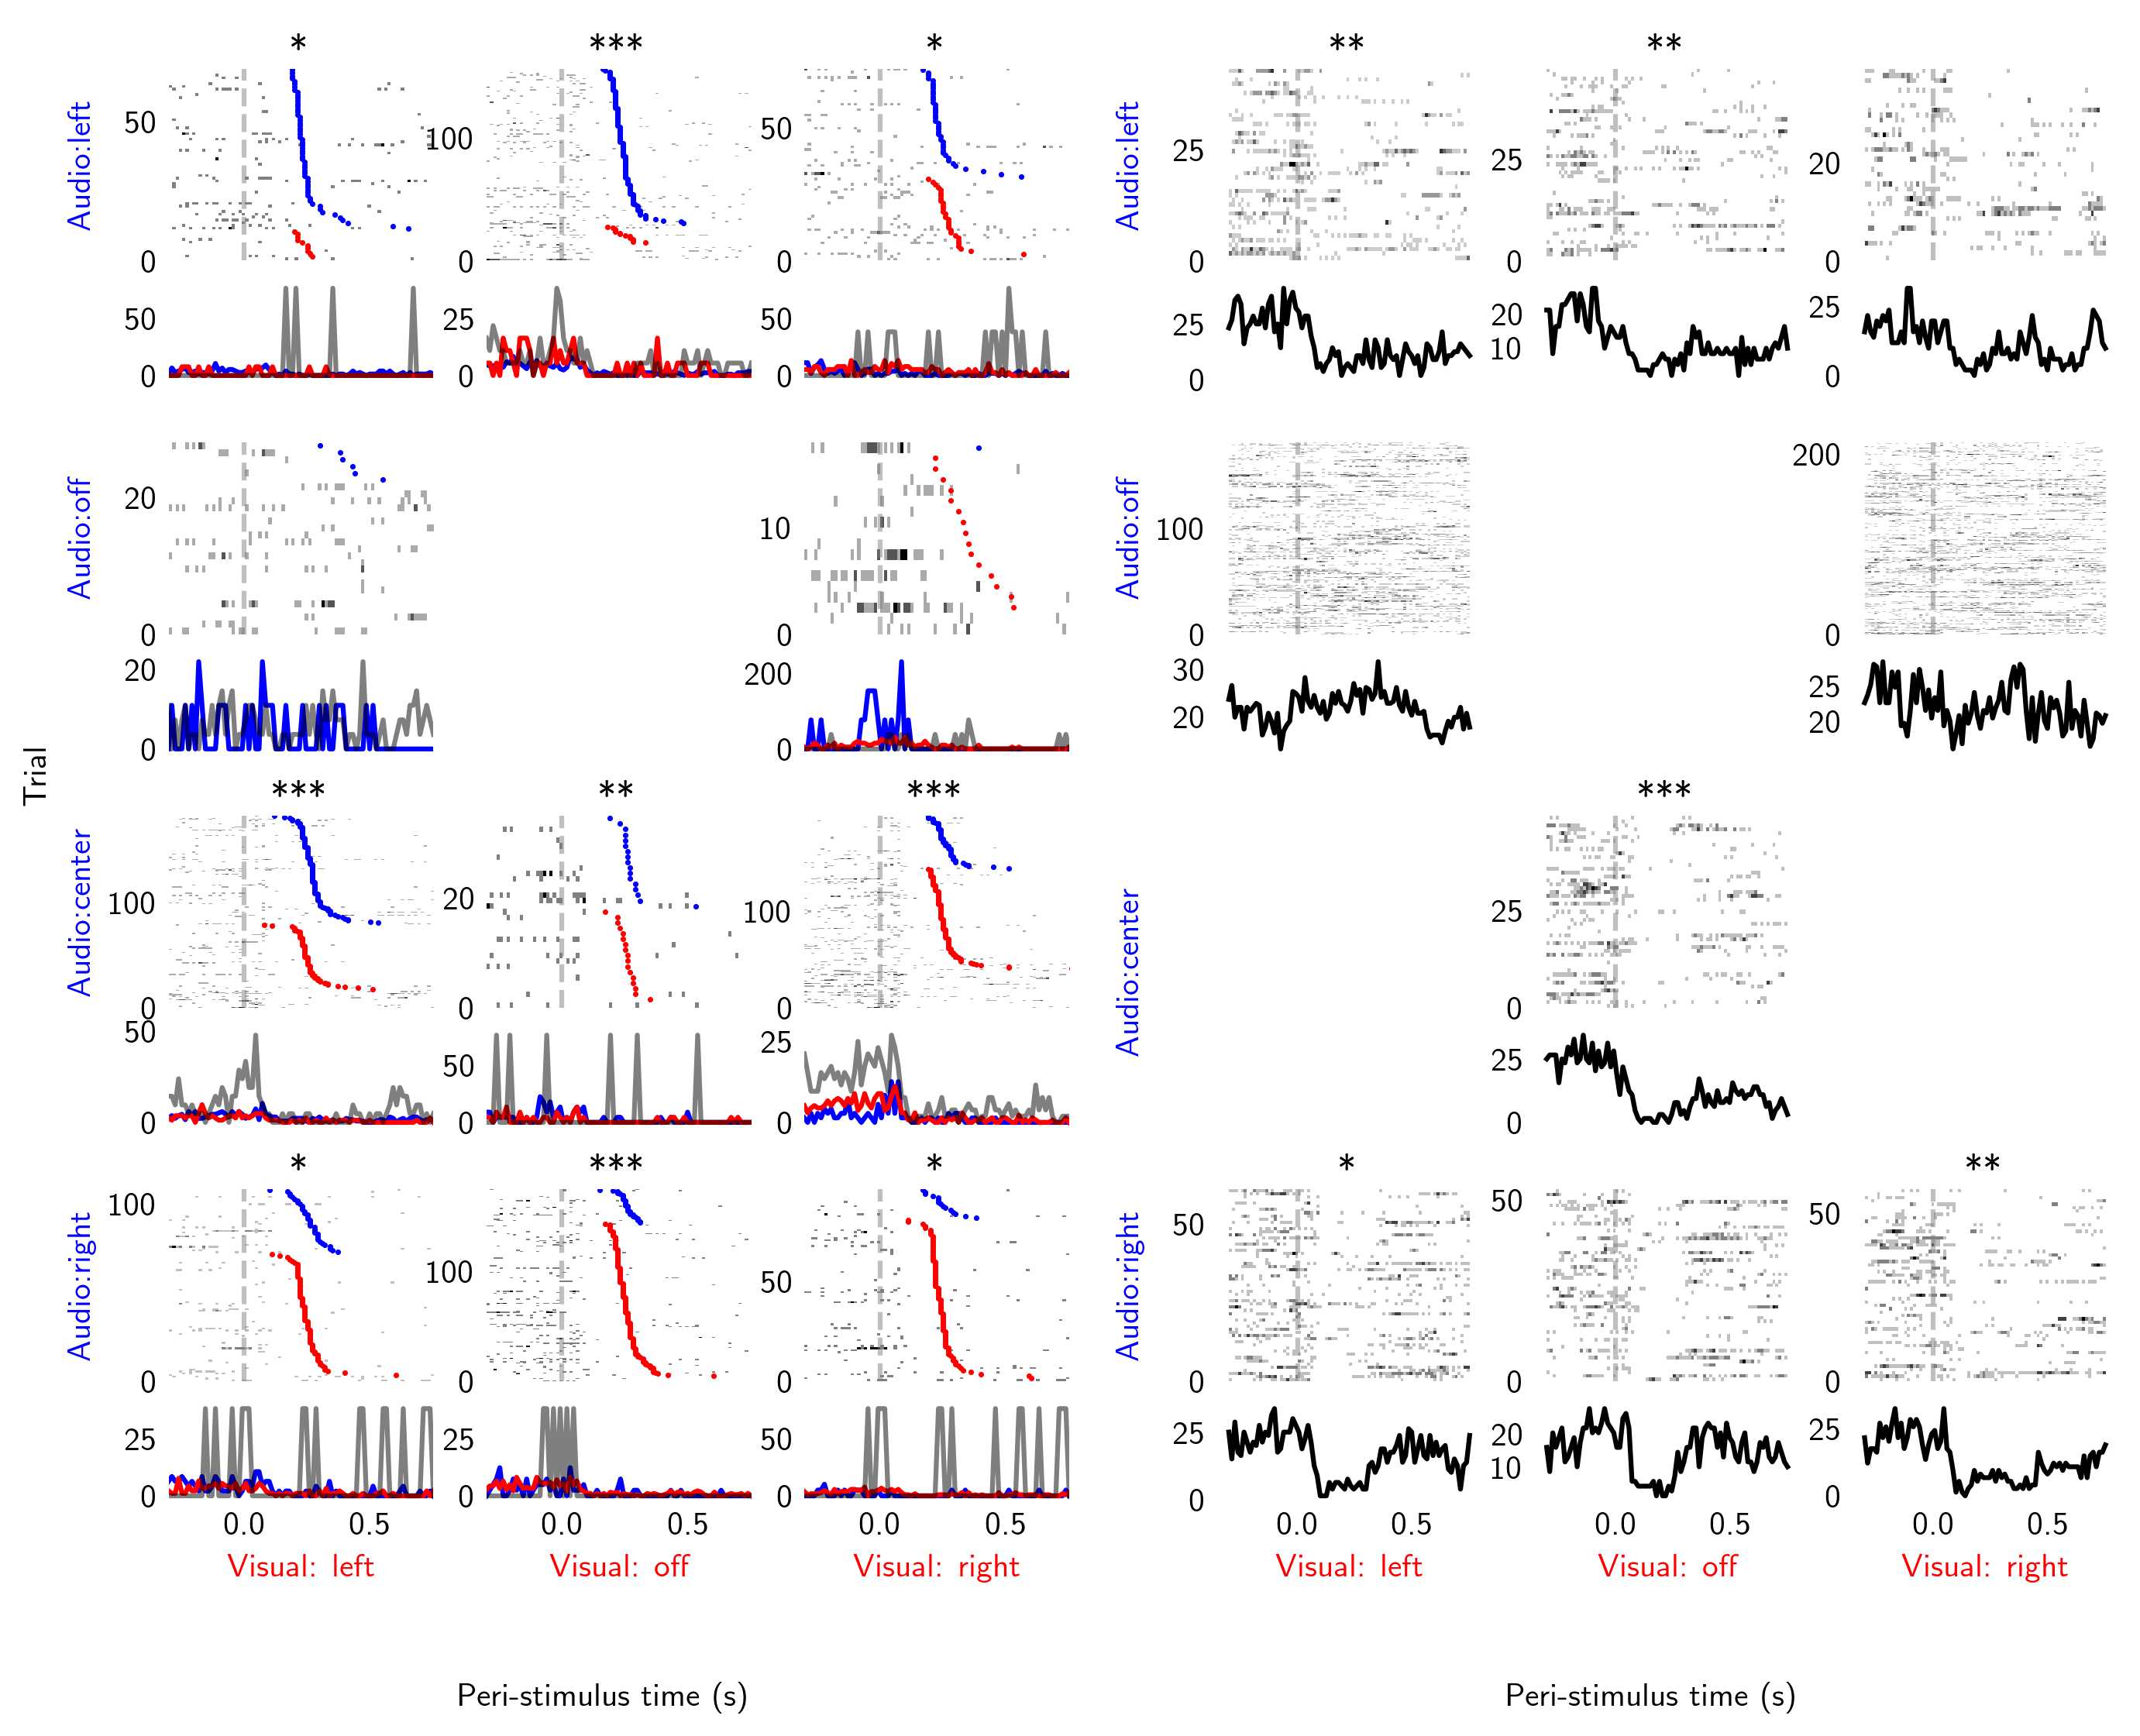 * *** * ** **
Audio:left 50 0 100 0 50 0 Audio:left 25 0 25 0 20 0
50 0 25 0 50 0 25 0 20 10 25 0
Audio:off 20 0 10 0 Audio:off 100 0 200 0
20 0 200 0 30 20 25 20
Trial
*** ** *** ***
Audio:center 100 0 20 0 100 0 Audio:center 25 0
50 0 50 0 25 0 25 0
* *** * * **
Audio:right 100 0 100 0 50 0 Audio:right 50 0 50 0 50 0
25 0 25 0 50 0 25 0 20 10 25 0
0.0 0.5 0.0 0.5 0.0 0.5 0.0 0.5 0.0 0.5 0.0 0.5
Visual: left Visual: off Visual: right Visual: left Visual: off Visual: right
Peri-stimulus time (s) Peri-stimulus time (s)